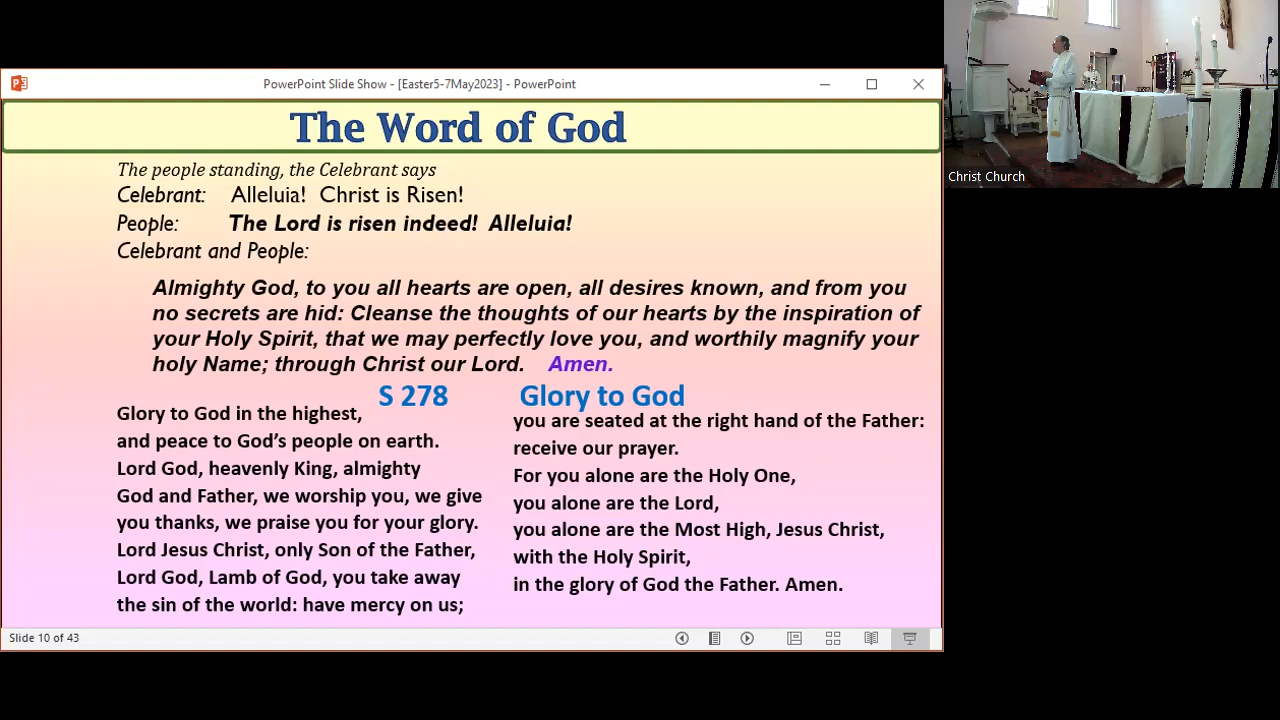 PowerPoint Slide Show - [Easter5-7May2023] - PowerPoint
The Word of God
The people standing, the Celebrant says
Celebrant: Alleluia! Christ is Risen!
People: The Lord is risen indeed! Alleluia!
Celebrant and People:
Almighty God, to you all hearts are open, all desires known, and from you
no secrets are hid: Cleanse the thoughts of our hearts by the inspiration of
your Holy Spirit, that we may perfectly love you, and worthily magnify your
holy Name; through Christ our Lord. Amen.
S 278 Glory to God
Glory to God in the highest,
and peace to God’s people on earth.
Lord God, heavenly King, almighty
God and Father, we worship you, we give
you thanks, we praise you for your glory.
Lord Jesus Christ, only Son of the Father,
Lord God, Lamb of God, you take away
the sin of the world: have mercy on us;
you are seated at the right hand of the Father:
receive our prayer.
For you alone are the Holy One,
you alone are the Lord,
you alone are the Most High, Jesus Christ,
with the Holy Spirit,
in the glory of God the Father. Amen.
Slide 10 of 43
Christ Church